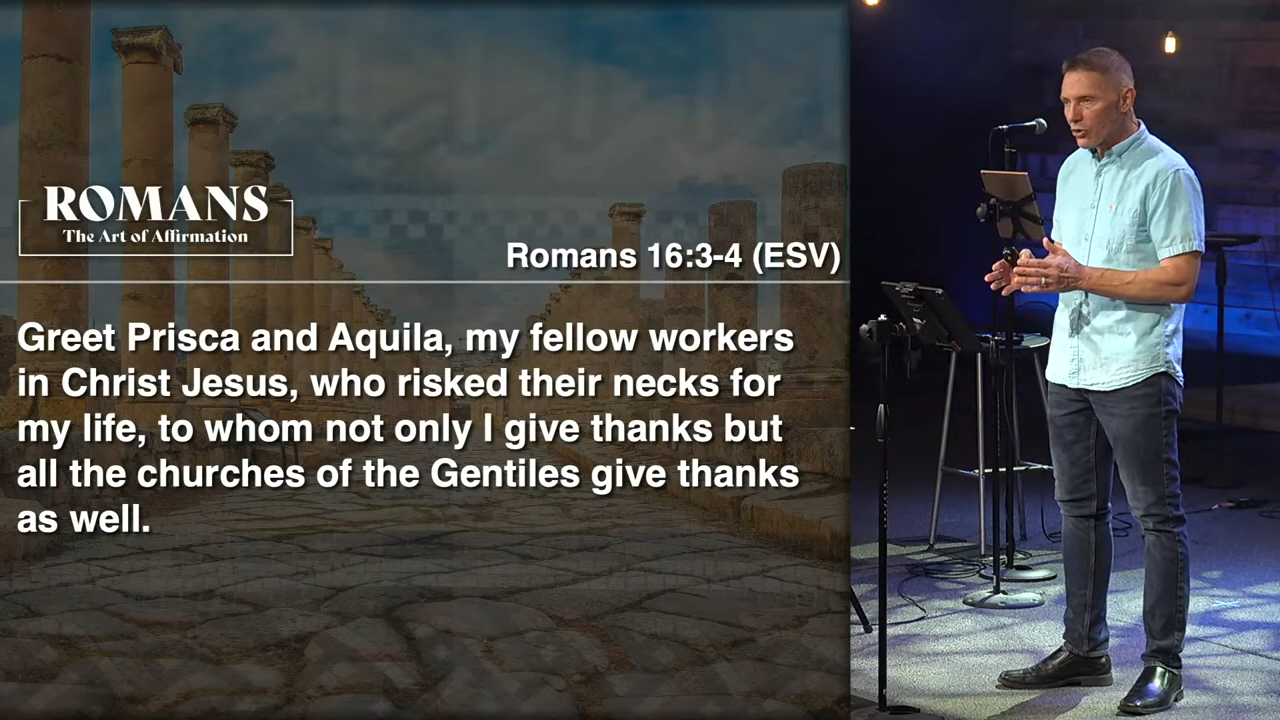 ROMANS
The Art of Affirmation
Romans 16:3-4 (ESV)
Greet Prisca and Aquila, my fellow workers
in Christ Jesus, who risked their necks for
my life, to whom not only I give thanks but
all the churches of the Gentiles give thanks
as well.